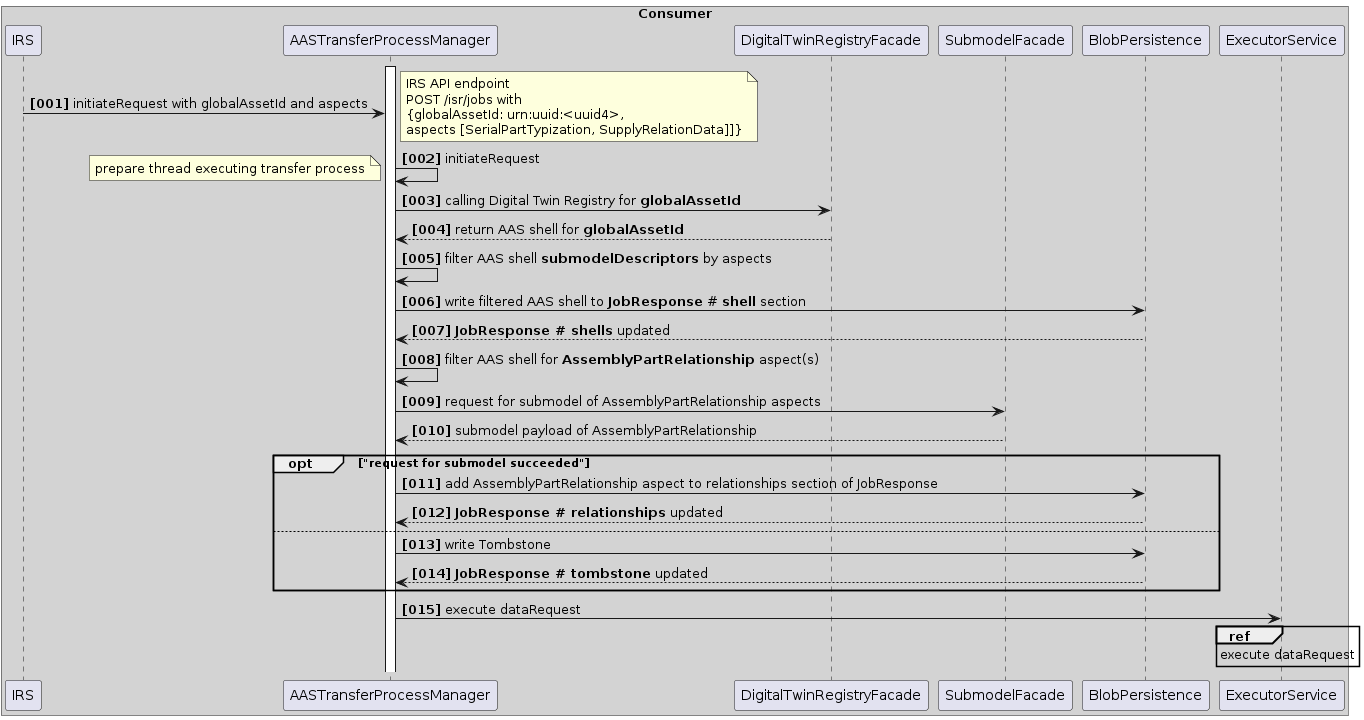 Consumer
IRS
AASTransferProcessManager
DigitalTwinRegistryFacade
SubmodelFacade
BlobPersistence
ExecutorService
IRS API endpoint
POST /isr/jobs with
{globalAssetId: urn:uuid:<uuid4>,
aspects [SerialPartTypization, SupplyRelationData]]}
[001] initiateRequest with globalAssetId and aspects
[002] initiateRequest
prepare thread executing transfer process
[003] calling Digital Twin Registry for globalAssetId
[004] return AAS shell for globalAssetId
[005] filter AAS shell submodelDescriptors by aspects
[006] write filtered AAS shell to JobResponse # shell section
[007] JobResponse # shells updated
[008] filter AAS shell for AssemblyPartRelationship aspect(s)
[009] request for submodel of AssemblyPartRelationship aspects
[010] submodel payload of AssemblyPartRelationship
opt ["request for submodel succeeded"]
[011] add AssemblyPartRelationship aspect to relationships section of JobResponse
[012] JobResponse # relationships updated
[013] write Tombstone
[014] JobResponse # tombstone updated
[015] execute dataRequest
ref
execute dataRequest
IRS
AASTransferProcessManager
DigitalTwinRegistryFacade
SubmodelFacade
BlobPersistence
ExecutorService